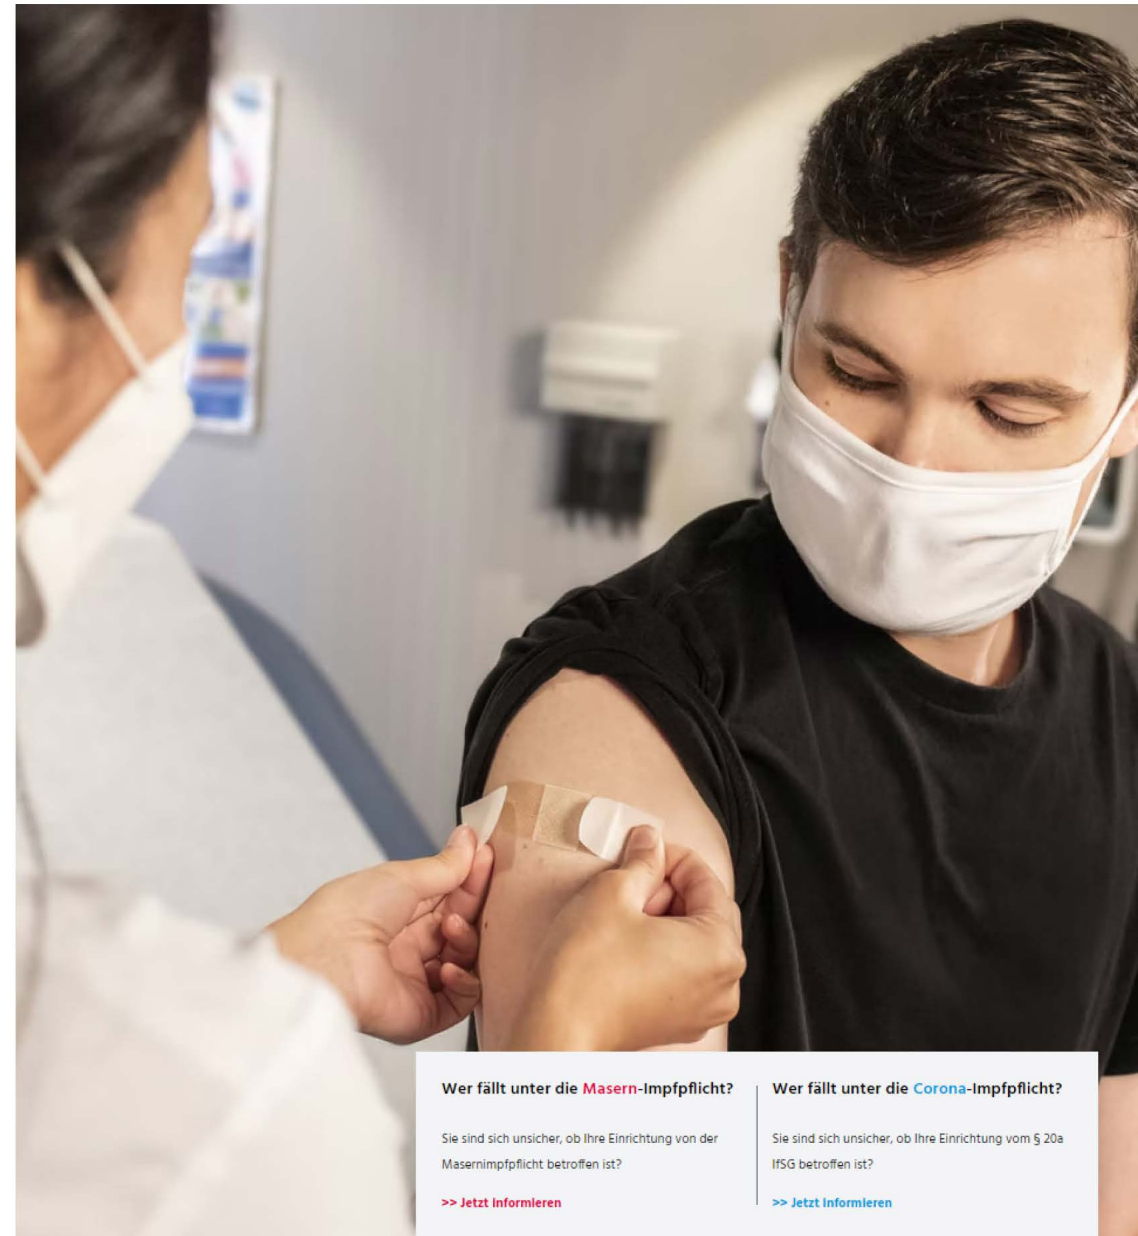 Wer fällt unter die Masern-Impfpflicht?
Sie sind sich unsicher, ob Ihre Einrichtung von der
Masernimpfpflicht betroffen ist?
>> Jetzt informieren
Wer fällt unter die Corona-Impfpflicht?
Sie sind sich unsicher, ob Ihre Einrichtung vom § 20a
IfSG betroffen ist?
>> Jetzt informieren